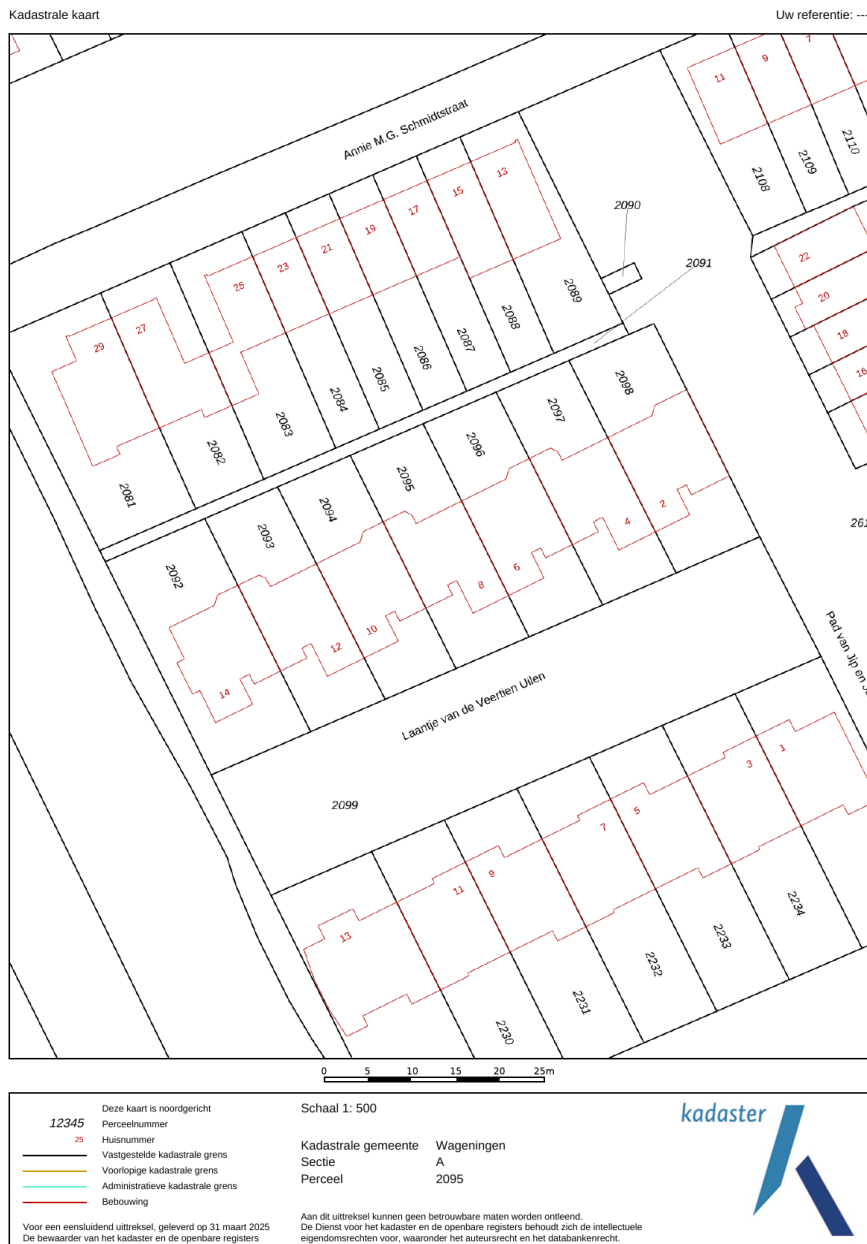 Kadastrale kaart
Uw referentie: ---
Annie M.G. Schmidtstraat
11
9
7
2108
2109
2110
2090
2091
22
20
18
16
13
15
17
19
21
23
25
27
29
2089
2088
2087
2086
2085
2084
2083
2082
2081
2098
2097
2096
2095
2094
2093
2092
2
4
6
8
10
12
14
261
Pad van Jip en
Laantje van de Veertien Uilen
2099
1
3
5
7
9
11
13
2234
2233
2232
2231
2230
0 5 10 15 20 25m
Deze kaart is noordgericht
12345 Perceelnummer
25 Huisnummer
Vastgestelde kadastrale grens
Voorlopige kadastrale grens
Administratieve kadastrale grens
Bebouwing
Voor een eensluidend uittreksel, geleverd op 31 maart 2025
De bewaarder van het kadaster en de openbare registers
Schaal 1: 500
Kadastrale gemeente Wageningen
Sectie A
Perceel 2095
Aan dit uittreksel kunnen geen betrouwbare maten worden ontleend.
De Dienst voor het kadaster en de openbare registers behoudt zich de intellectuele
eigendomsrechten voor, waaronder het auteursrecht en het databankenrecht.
kadaster